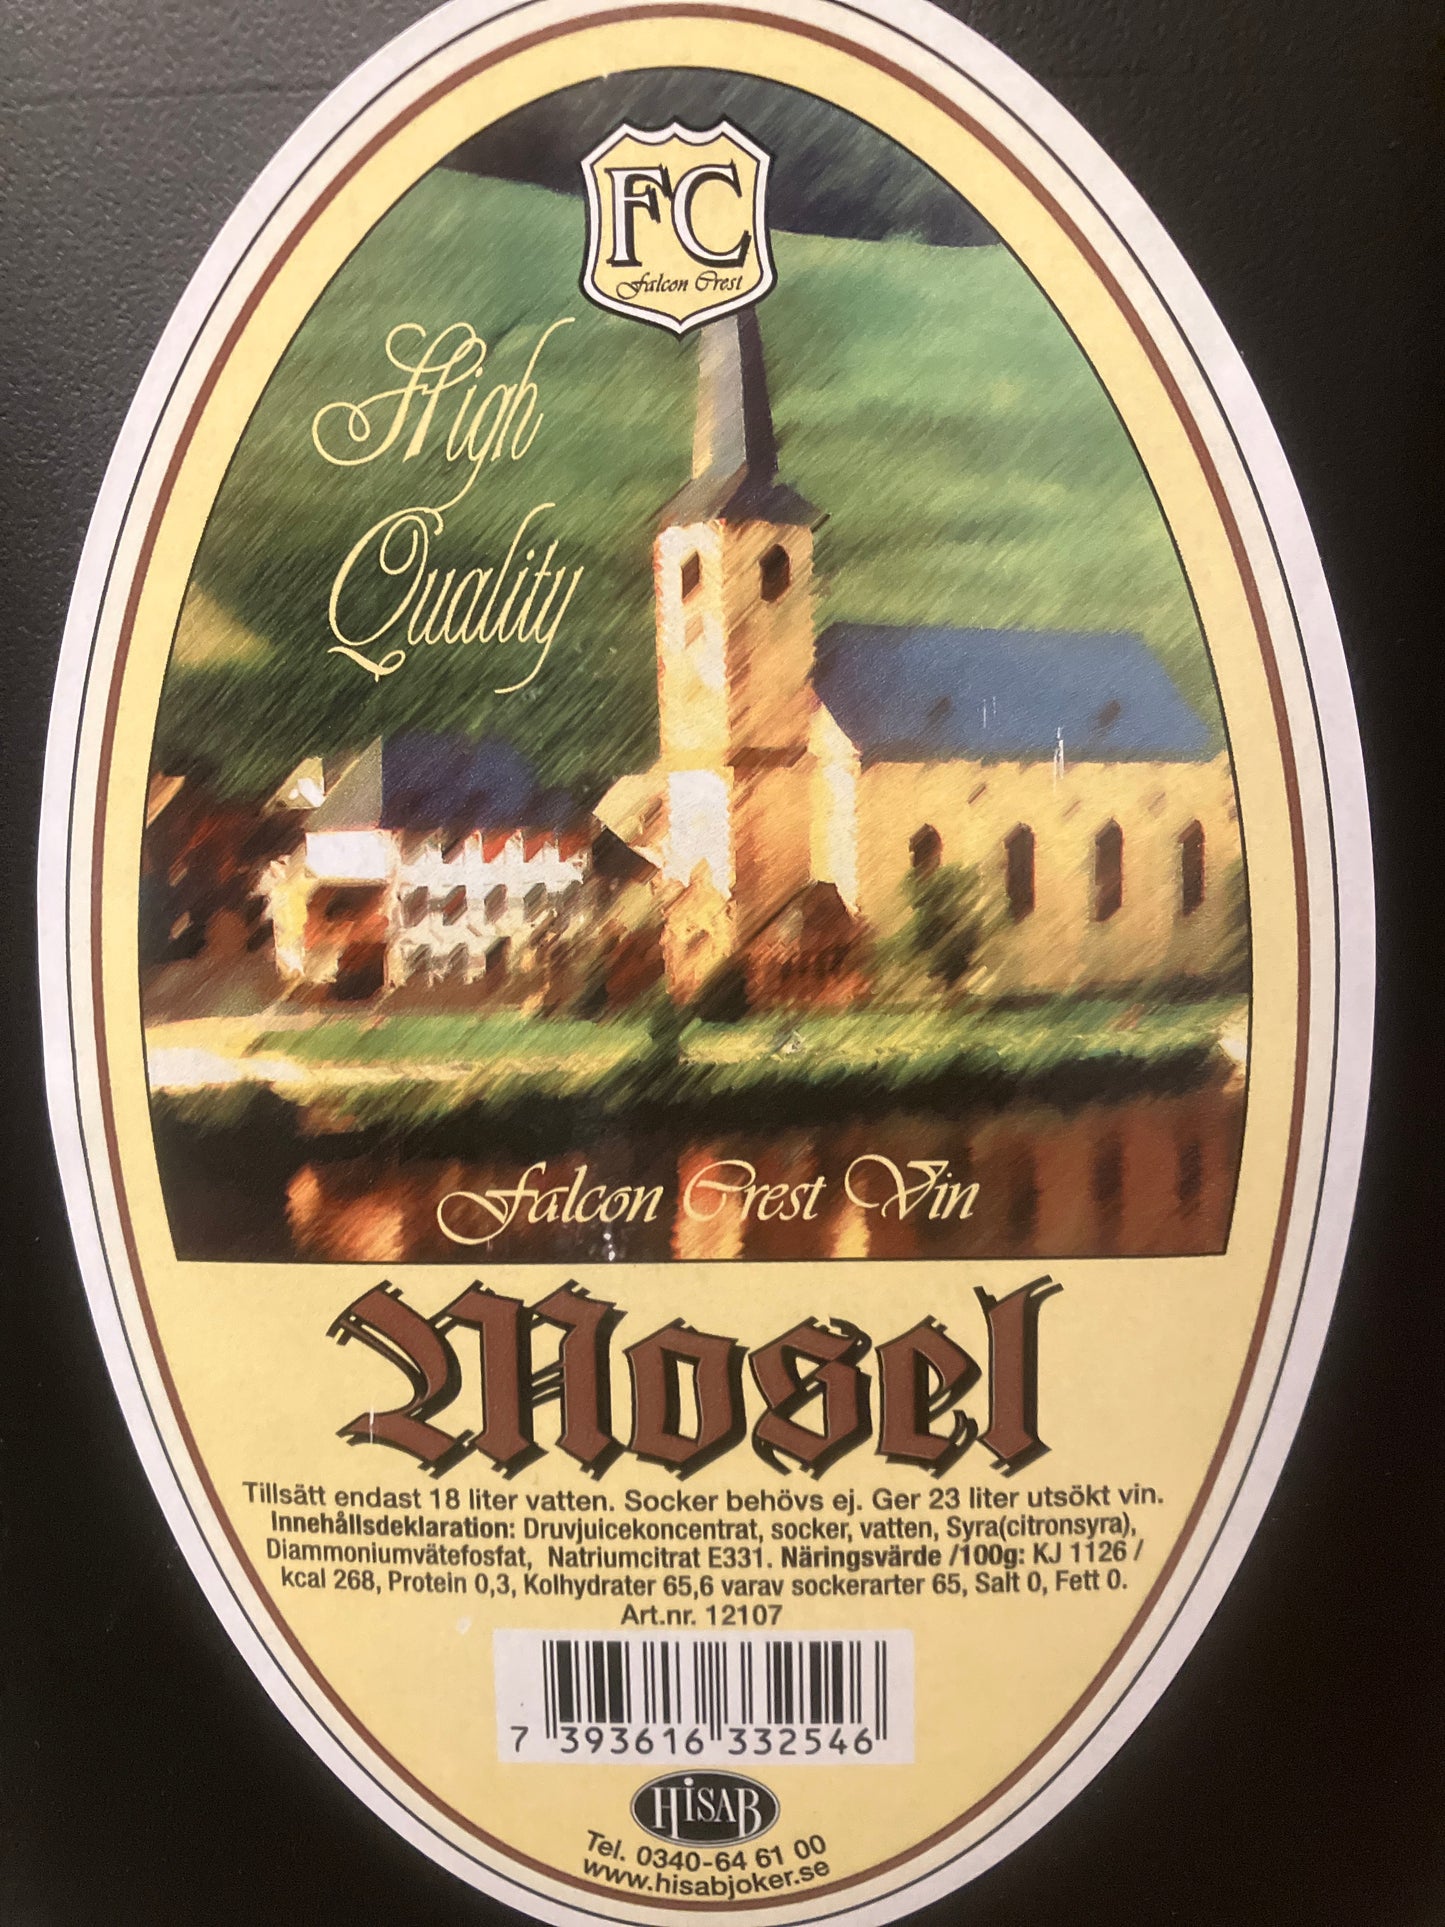 FC
Falcon Crest
High
Quality
Falcon Crest Vin
Mosel
Tillsätt endast 18 liter vatten. Socker behövs ej. Ger 23 liter utsökt vin.
Innehållsdeklaration: Druvjuicekoncentrat, socker, vatten, Syra(citronsyra),
Diammoniumvätefosfat, Natriumcitrat E331. Näringsvärde /100g: KJ 1126 /
kcal 268, Protein 0,3, Kolhydrater 65,6 varav sockerarter 65, Salt 0, Fett 0.
Art.nr. 12107
7 393616 332546
HiSAB
Tel. 0340-64 61 00
www.hisabjoker.se